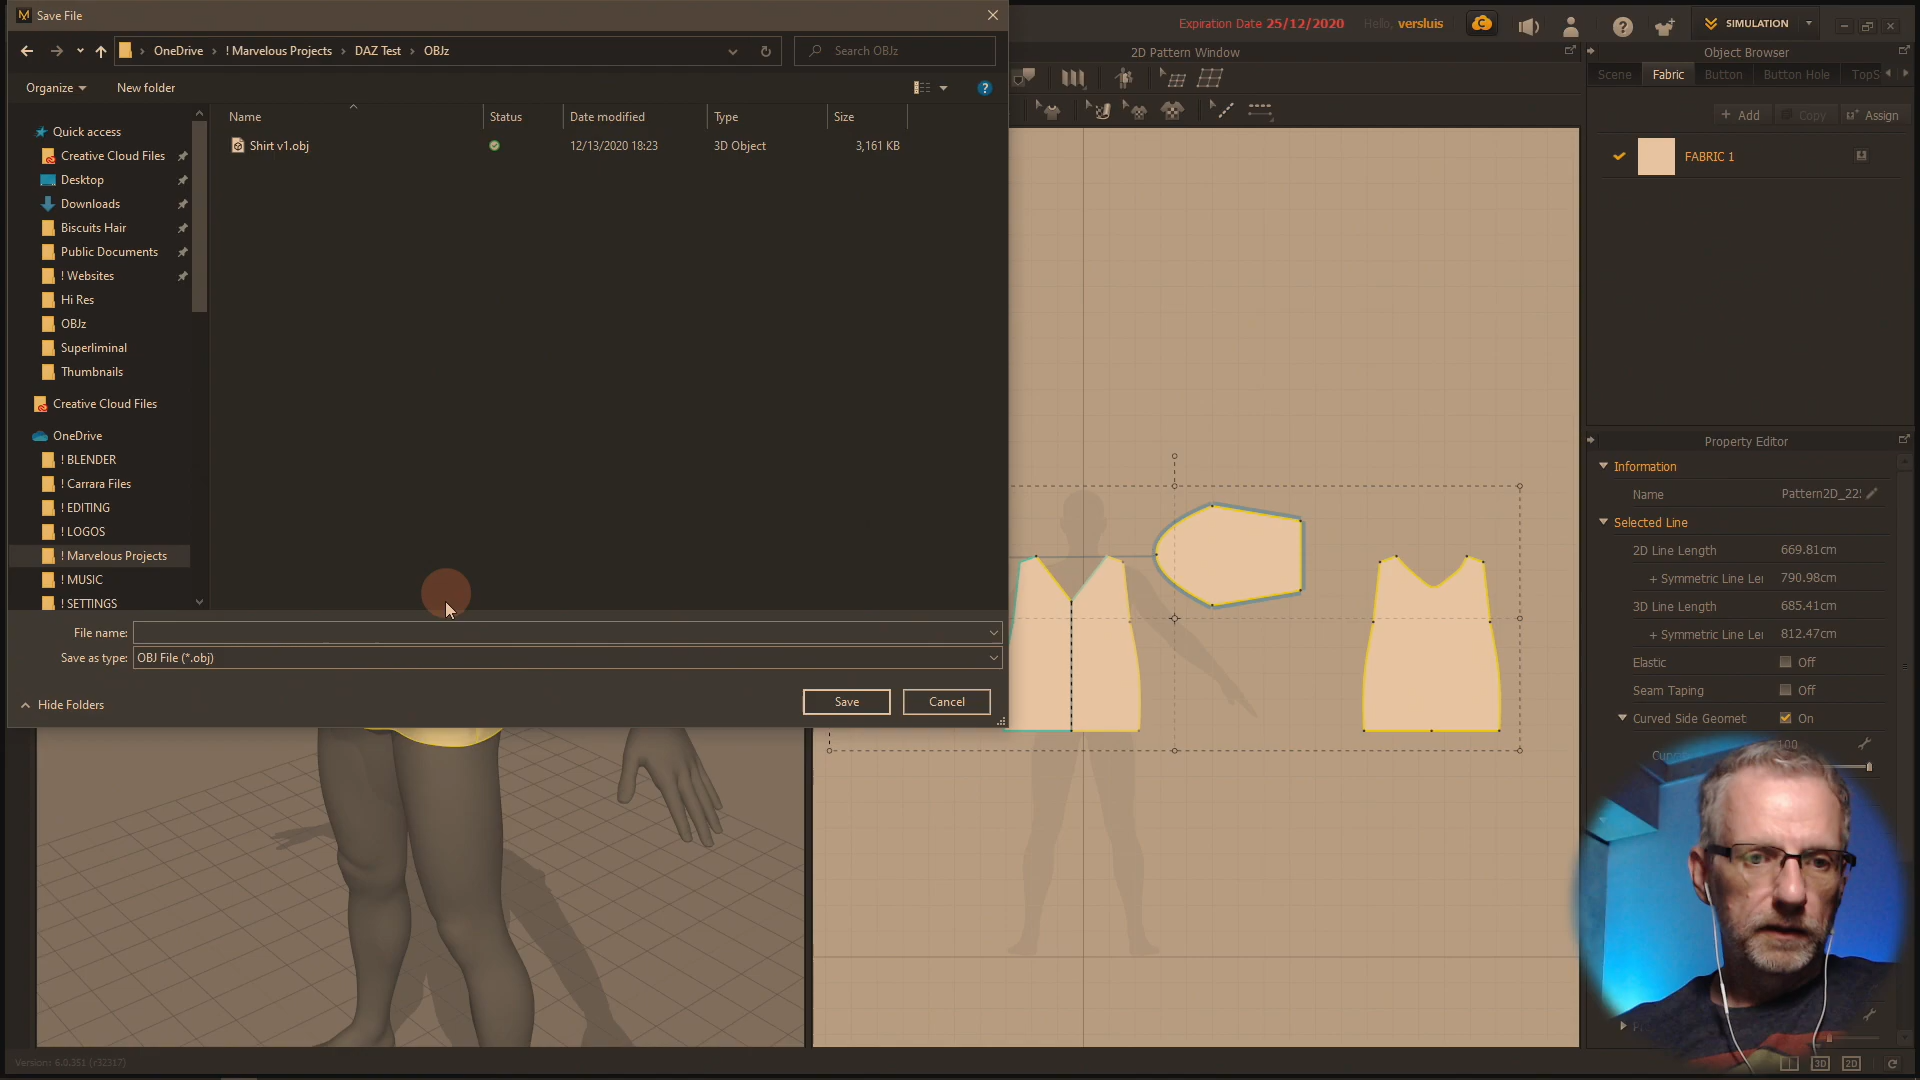 Save File
Expiration Date 25/12/2020 Hello, versluis
SIMULATION
OneDrive › ! Marvelous Projects › DAZ Test › OBJz
Search OBJz
2D Pattern Window
Object Browser
Scene Fabric Button Button Hole TopS
Organize New folder
Name Status Date modified Type Size
+ Add Copy Assign
Shirt v1.obj 12/13/2020 18:23 3D Object 3,161 KB
FABRIC 1
Quick access
Creative Cloud Files
Desktop
Downloads
Biscuits Hair
Public Documents
! Websites
Hi Res
OBJz
Superliminal
Thumbnails
Creative Cloud Files
OneDrive
! BLENDER
! Carrara Files
! EDITING
! LOGOS
! Marvelous Projects
! MUSIC
! SETTINGS
File name:
Save as type: OBJ File (*.obj)
Hide Folders
Save Cancel
Property Editor
Information
Name Pattern2D_22
Selected Line
2D Line Length 669.81cm
+ Symmetric Line Ler 790.98cm
3D Line Length 685.41cm
+ Symmetric Line Ler 812.47cm
Elastic Off
Seam Taping Off
Curved Side Geomet On
100
Version: 6.0.351 (r32317)
3D 2D